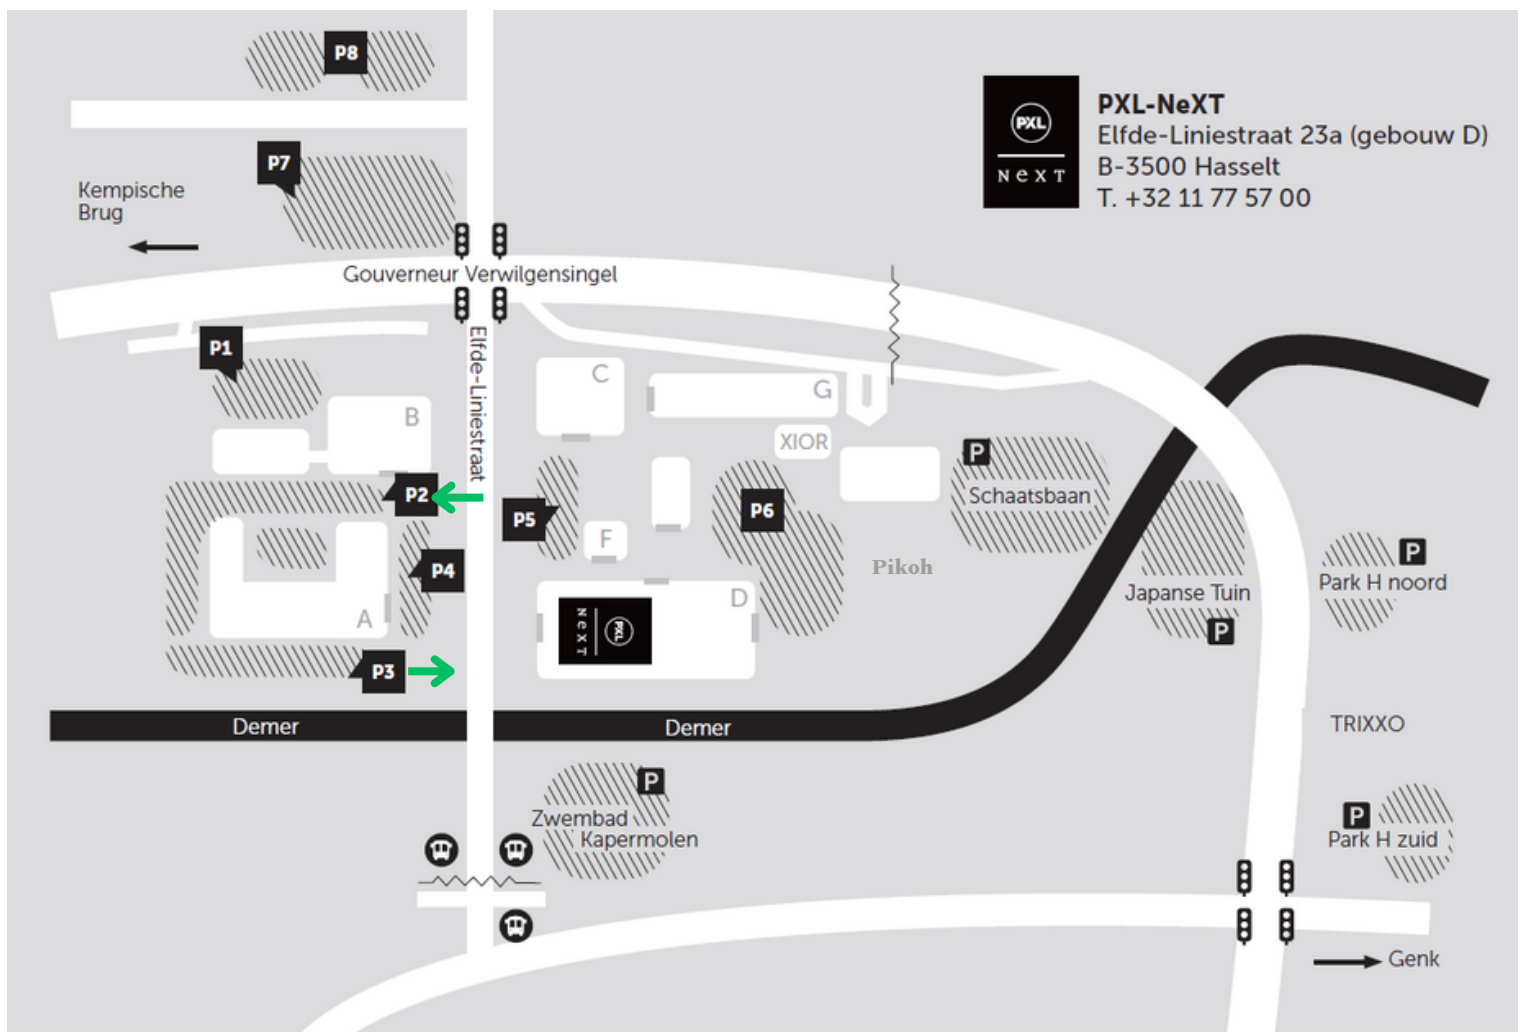 P8
PXL
NeXT
PXL-NeXT
Elfde-Liniestraat 23a (gebouw D)
B-3500 Hasselt
T. +32 11 77 57 00
P7
Kempische
Brug
Gouverneur Verwilgensingel
Elfde-Liniestraat
P1
B
C
G
XIOR
P
Schaatsbaan
P2
P5
P6
F
P4
Pikoh
A
D
PXL
NeXT
P3
Japanse Tuin
P
P
Park H noord
Demer
Demer
TRIXXO
P
Zwembad
Kapermolen
P
Park H zuid
Genk